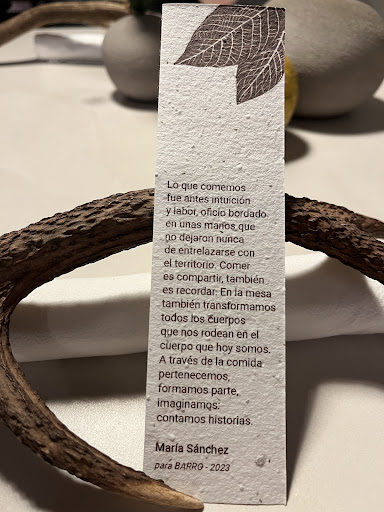 Lo que comemos
fue antes intuición
y labor, oficio bordado
en unas manos que
no dejaron nunca
de entrelazarse con
el territorio. Comer
es compartir, también
es recordar. En la mesa
también transformamos
todos los cuerpos
que nos rodean en el
cuerpo que hoy somos.
A través de la comida
pertenecemos,
formamos parte,
imaginamos:
contamos historias.
María Sánchez
para BARRO - 2023